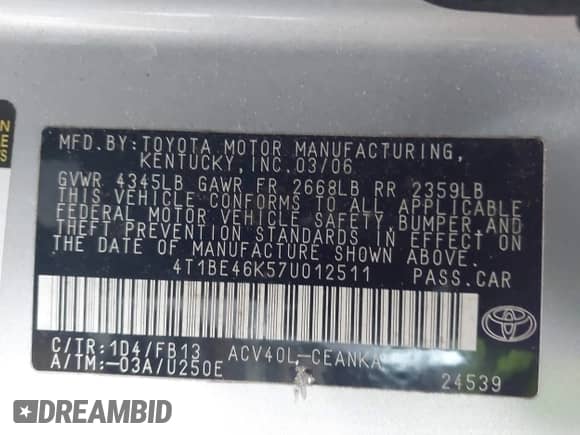 N
E
S
MFD.BY:TOYOTA MOTOR MANUFACTURING,
KENTUCKY, INC. 03/06
GVWR 4345LB GAWR FR 2668LB RR 2359LB
THIS VEHICLE CONFORMS TO ALL APPLICABLE
FEDERAL MOTOR VEHICLE SAFETY, BUMPER, AND
THEFT PREVENTION STANDARDS IN EFFECT ON
THE DATE OF MANUFACTURE SHOWN ABOVE.
4T1BE46K57U012511 PASS.CAR
C/TR:1D4/FB13 ACV40L-CEANKA
A/TM:-03A/U250E
TOYOTA
24539
DREAMBID